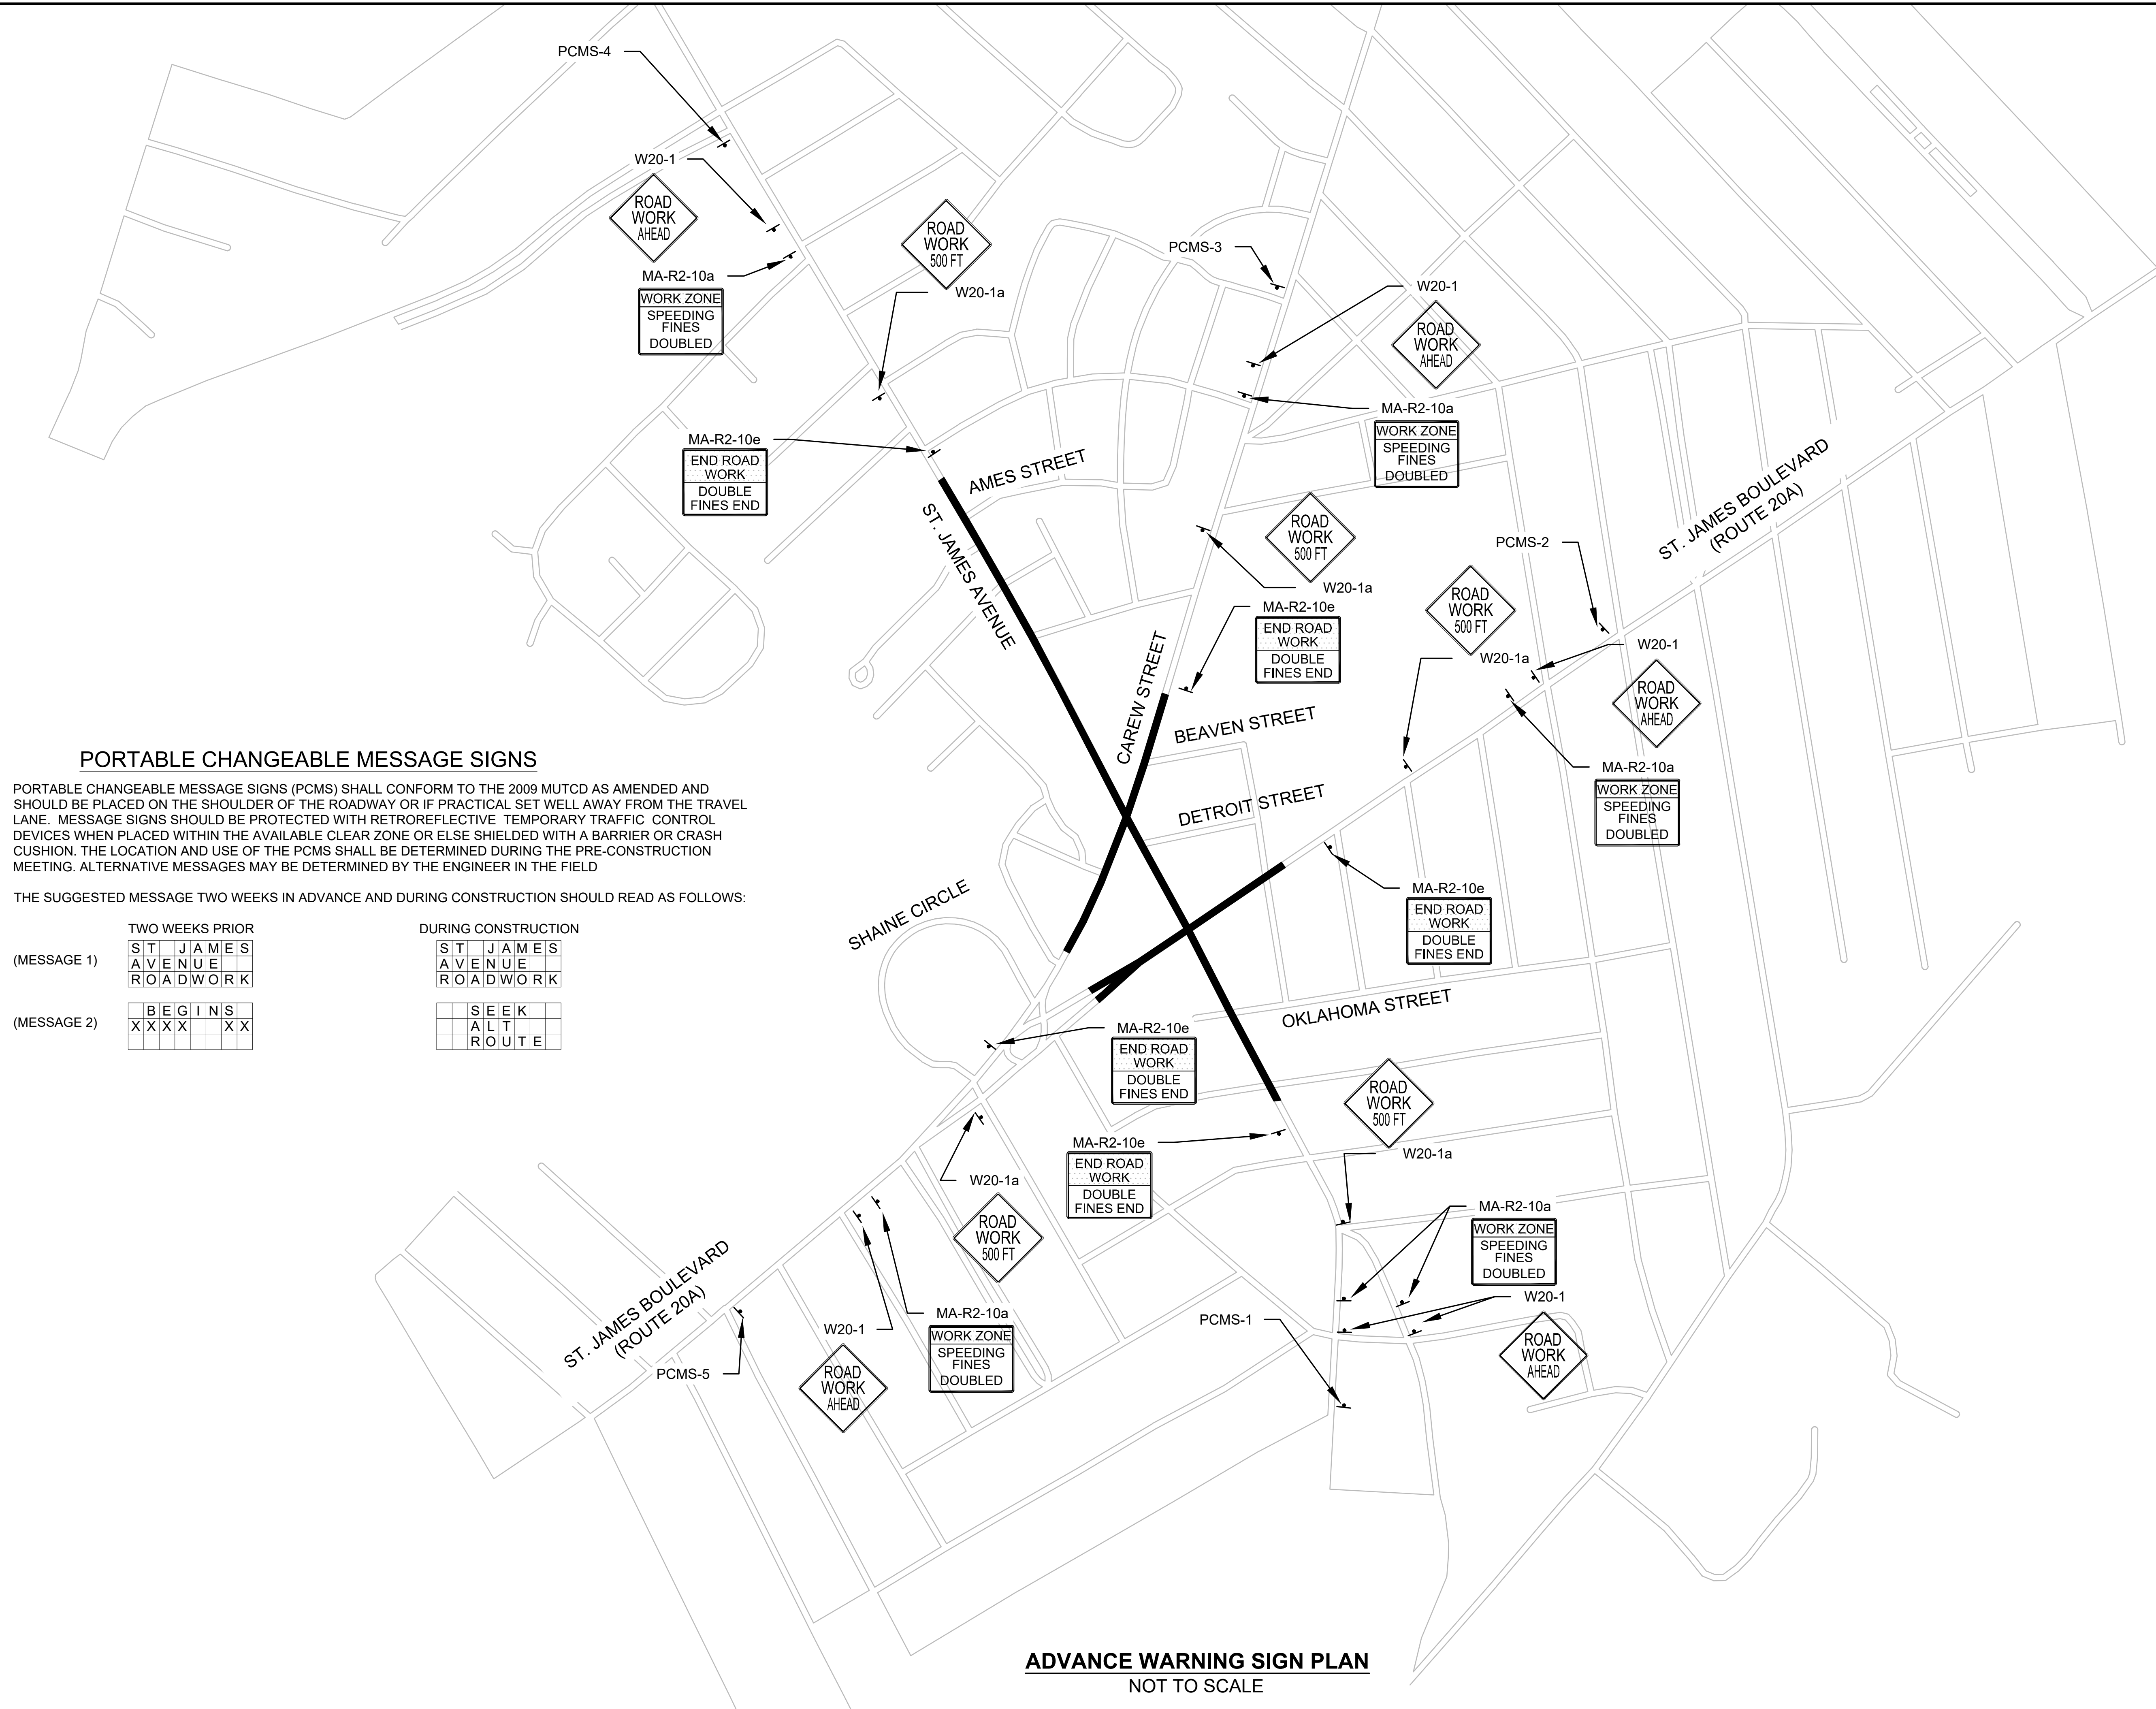 PCMS-4
W20-1
ROAD
WORK
AHEAD
MA-R2-10a
WORK ZONE
SPEEDING
FINES
DOUBLED
ROAD
WORK
500 FT
W20-1a
MA-R2-10e
END ROAD
WORK
DOUBLE
FINES END
AMES STREET
ST. JAMES AVENUE
PCMS-3
W20-1
ROAD
WORK
AHEAD
MA-R2-10a
WORK ZONE
SPEEDING
FINES
DOUBLED
ROAD
WORK
500 FT
W20-1a
MA-R2-10e
END ROAD
WORK
DOUBLE
FINES END
CAREW STREET
BEAVEN STREET
DETROIT STREET
ST. JAMES BOULEVARD
(ROUTE 20A)
PCMS-2
ROAD
WORK
500 FT
W20-1a
W20-1
ROAD
WORK
AHEAD
MA-R2-10a
WORK ZONE
SPEEDING
FINES
DOUBLED
MA-R2-10e
END ROAD
WORK
DOUBLE
FINES END
PORTABLE CHANGEABLE MESSAGE SIGNS
PORTABLE CHANGEABLE MESSAGE SIGNS (PCMS) SHALL CONFORM TO THE 2009 MUTCD AS AMENDED AND
SHOULD BE PLACED ON THE SHOULDER OF THE ROADWAY OR IF PRACTICAL SET WELL AWAY FROM THE TRAVEL
LANE. MESSAGE SIGNS SHOULD BE PROTECTED WITH RETROREFLECTIVE TEMPORARY TRAFFIC CONTROL
DEVICES WHEN PLACED WITHIN THE AVAILABLE CLEAR ZONE OR ELSE SHIELDED WITH A BARRIER OR CRASH
CUSHION. THE LOCATION AND USE OF THE PCMS SHALL BE DETERMINED DURING THE PRE-CONSTRUCTION
MEETING. ALTERNATIVE MESSAGES MAY BE DETERMINED BY THE ENGINEER IN THE FIELD
THE SUGGESTED MESSAGE TWO WEEKS IN ADVANCE AND DURING CONSTRUCTION SHOULD READ AS FOLLOWS:
TWO WEEKS PRIOR
DURING CONSTRUCTION
(MESSAGE 1)
ST JAMES
AVENUE
ROADWORK
ST JAMES
AVENUE
ROADWORK
(MESSAGE 2)
BEGINS
XXXX XX
SEEK
ALT
ROUTE
SHAINE CIRCLE
OKLAHOMA STREET
MA-R2-10e
END ROAD
WORK
DOUBLE
FINES END
MA-R2-10e
END ROAD
WORK
DOUBLE
FINES END
ROAD
WORK
500 FT
W20-1a
W20-1a
ROAD
WORK
500 FT
MA-R2-10a
WORK ZONE
SPEEDING
FINES
DOUBLED
W20-1
ROAD
WORK
AHEAD
PCMS-1
ST. JAMES BOULEVARD
(ROUTE 20A)
PCMS-5
W20-1
ROAD
WORK
AHEAD
MA-R2-10a
WORK ZONE
SPEEDING
FINES
DOUBLED
ADVANCE WARNING SIGN PLAN
NOT TO SCALE